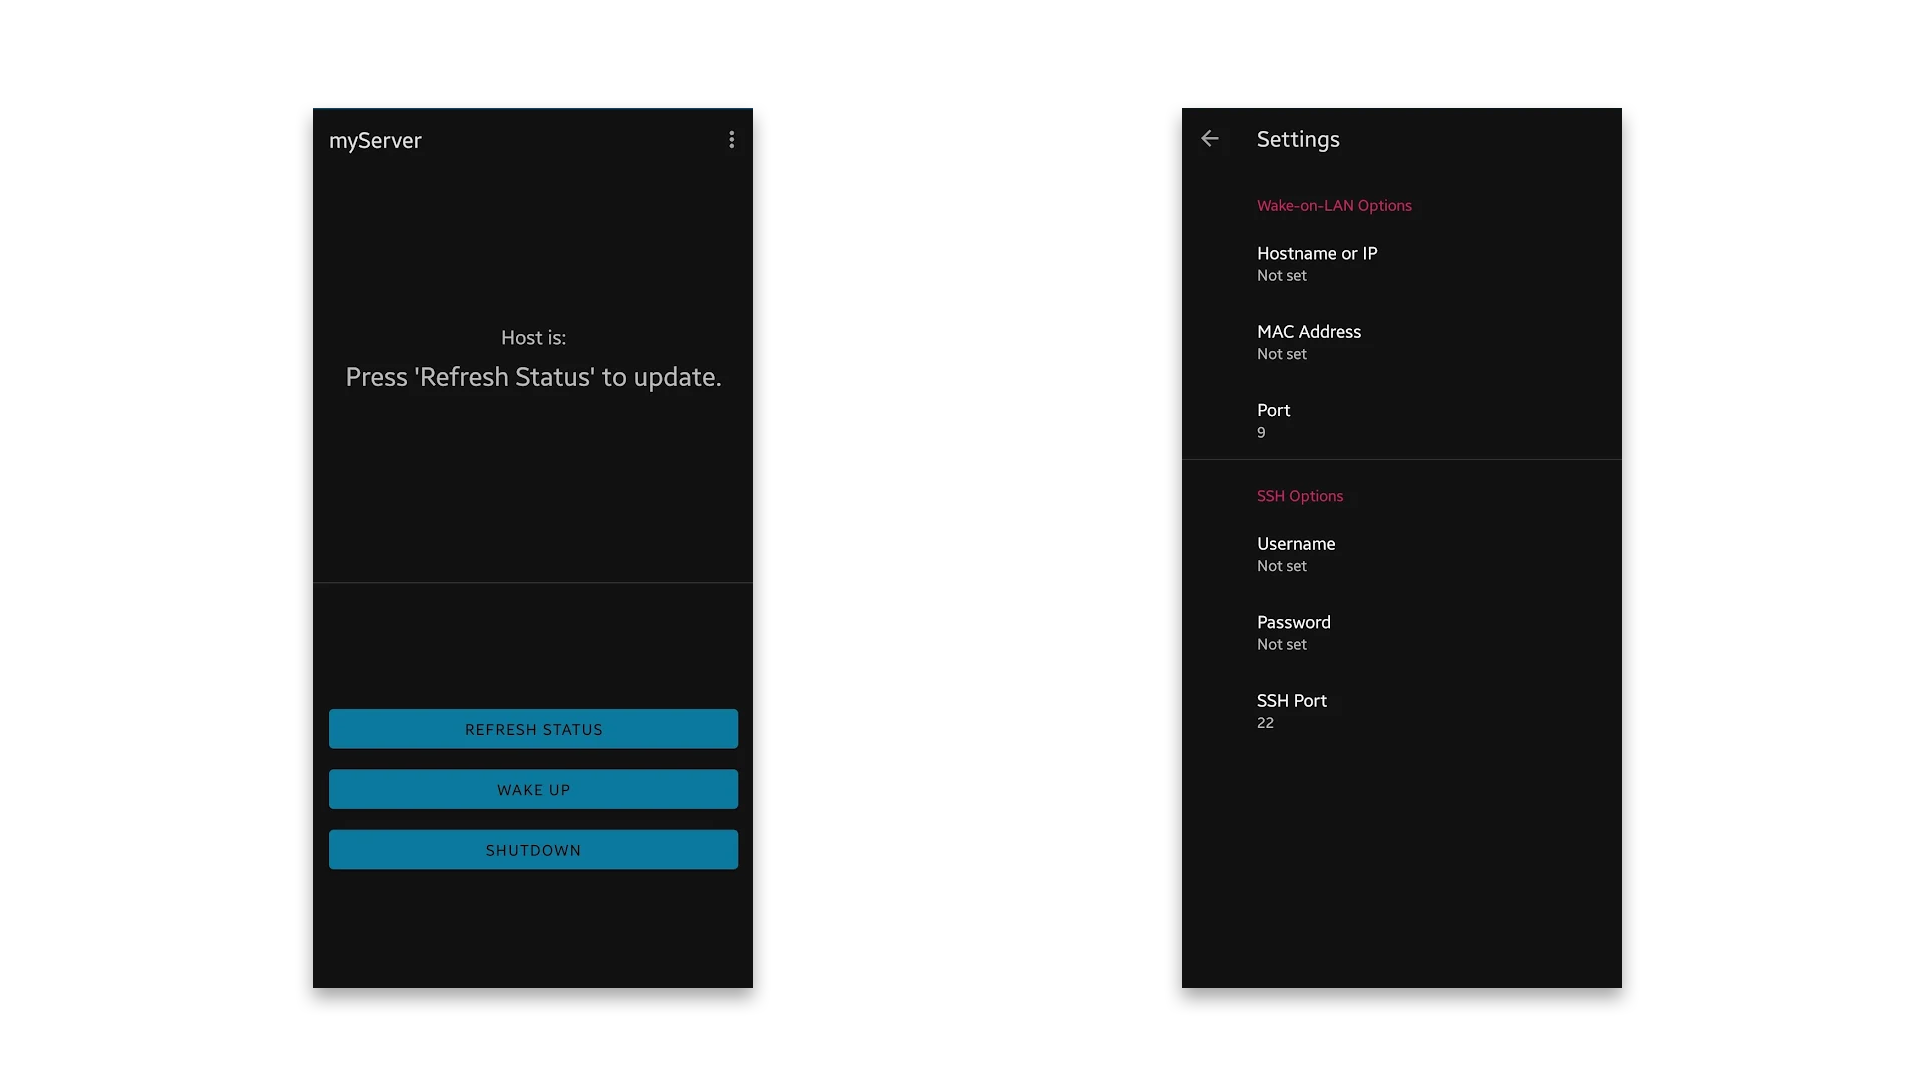 myServer
Host is:
Press 'Refresh Status' to update.
REFRESH STATUS
WAKE UP
SHUTDOWN
Settings
Wake-on-LAN Options
Hostname or IP
Not set
MAC Address
Not set
Port
9
SSH Options
Username
Not set
Password
Not set
SSH Port
22